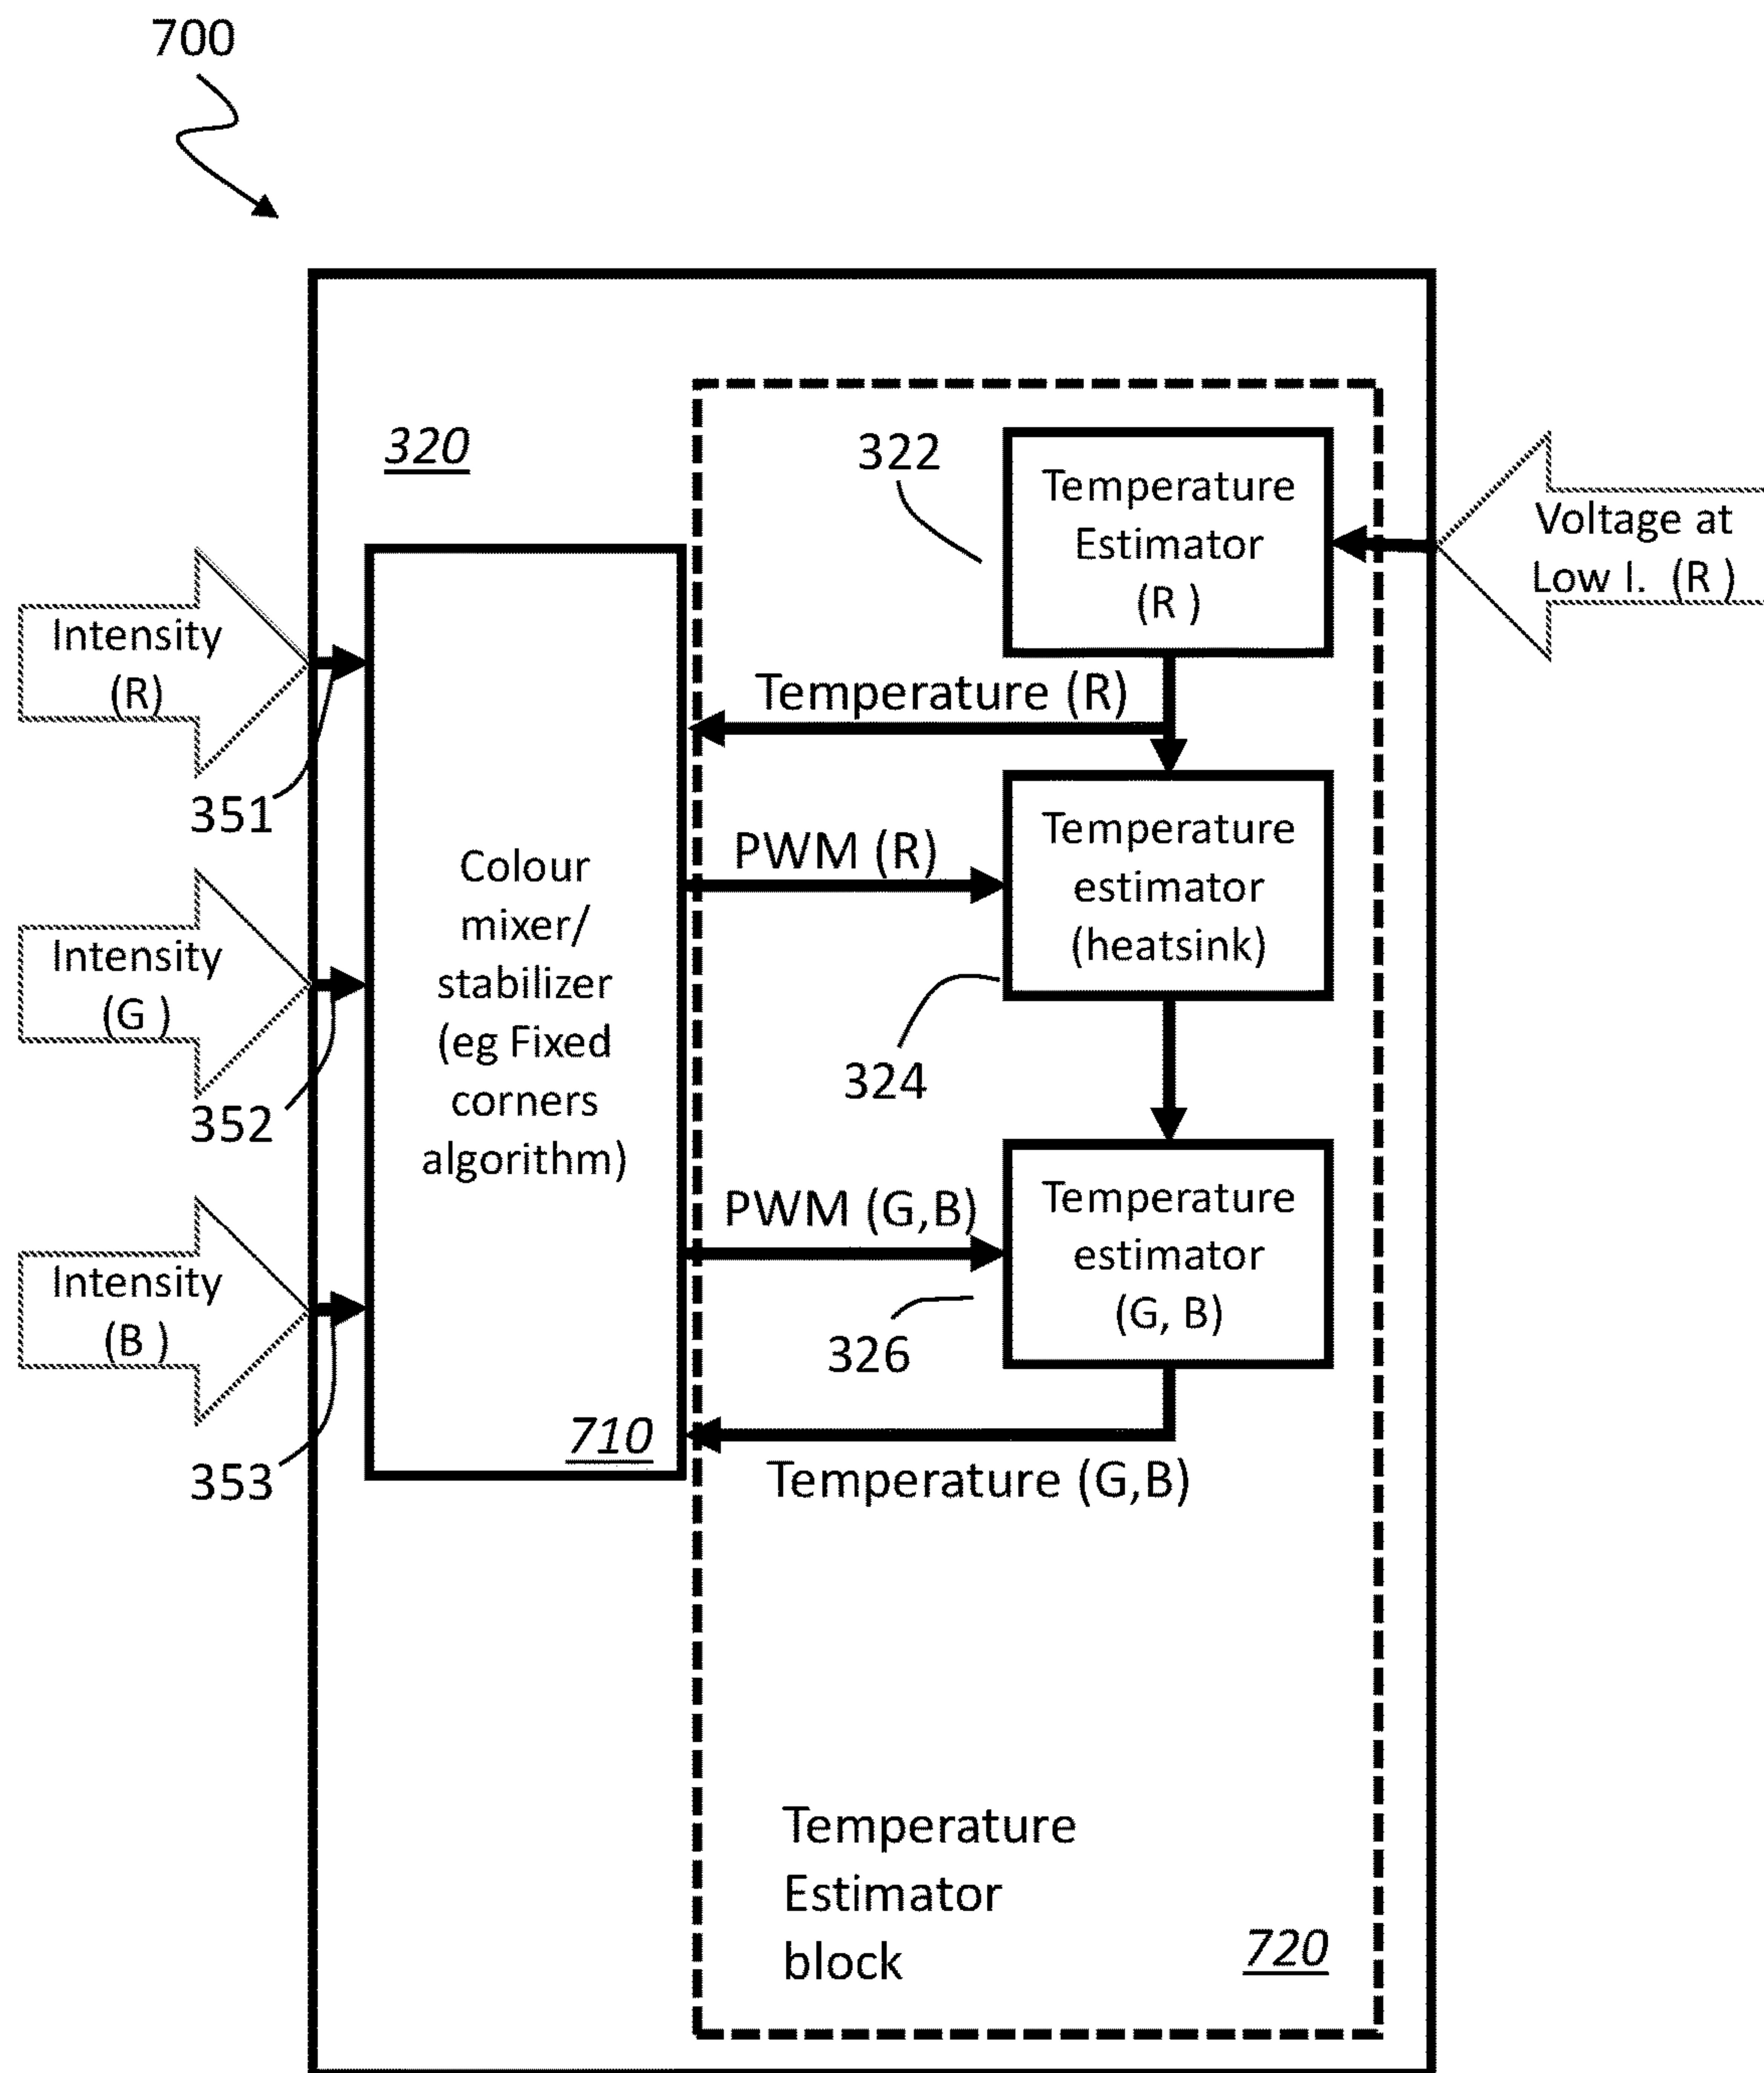 700
320
322
Temperature
Estimator
(R )
Voltage at
Low I. (R )
Intensity
(R)
351
Temperature (R)
Colour
mixer/
stabilizer
(eg Fixed
corners
algorithm)
710
PWM (R)
Temperature
estimator
(heatsink)
324
Intensity
(G )
352
PWM (G,B)
Temperature
estimator
(G, B)
326
Intensity
(B )
353
Temperature (G,B)
Temperature
Estimator
block
720